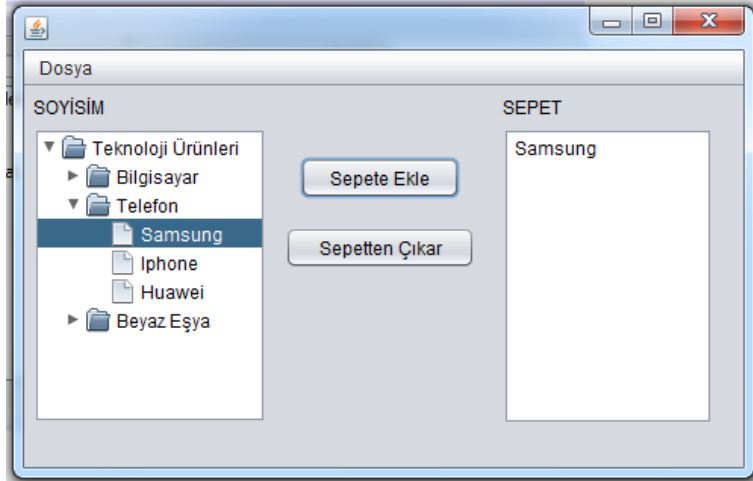 Dosya
SOYİSİM
SEPET
Teknoloji Ürünleri
Bilgisayar
Telefon
Samsung
Iphone
Huawei
Beyaz Eşya
Sepete Ekle
Sepetten Çıkar
Samsung